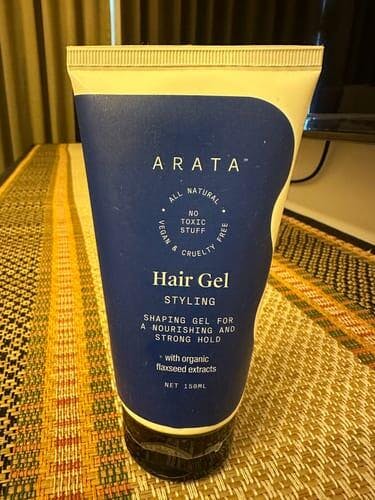 ARATA™
ALL NATURAL
VEGAN & CRUELTY FREE
NO
TOXIC
STUFF
Hair Gel
STYLING
SHAPING GEL FOR
A NOURISHING AND
STRONG HOLD
with organic
flaxseed extracts
NET 150ML